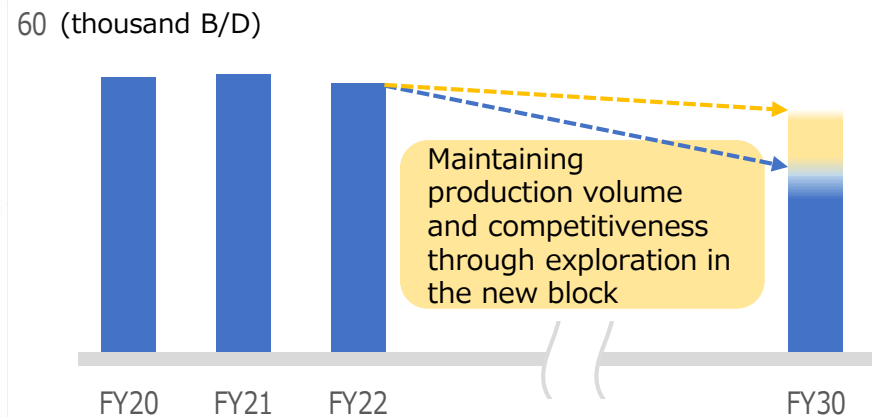 60 (thousand B/D)
Maintaining
production volume
and competitiveness
through exploration in
the new block
FY20 FY21 FY22 FY30